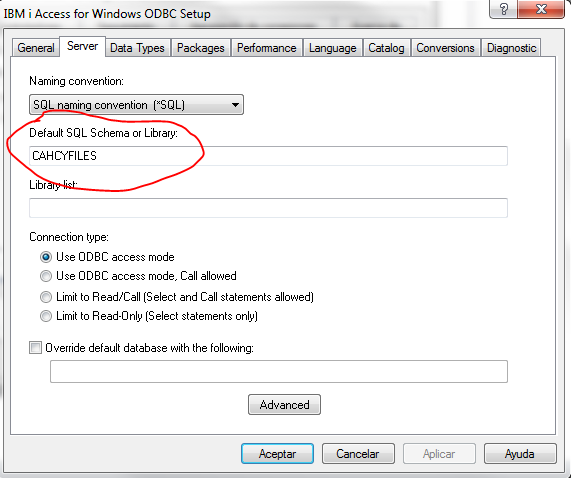 IBM i Access for Windows ODBC Setup
General Server Data Types Packages Performance Language Catalog Conversions Diagnostic
Naming convention:
SQL naming convention (*SQL)
Default SQL Schema or Library:
CAHCYFILES
Library list:
Connection type:
Use ODBC access mode
Use ODBC access mode, Call allowed
Limit to Read/Call (Select and Call statements allowed)
Limit to Read-Only (Select statements only)
Override default database with the following:
Advanced
Aceptar Cancelar Aplicar Ayuda